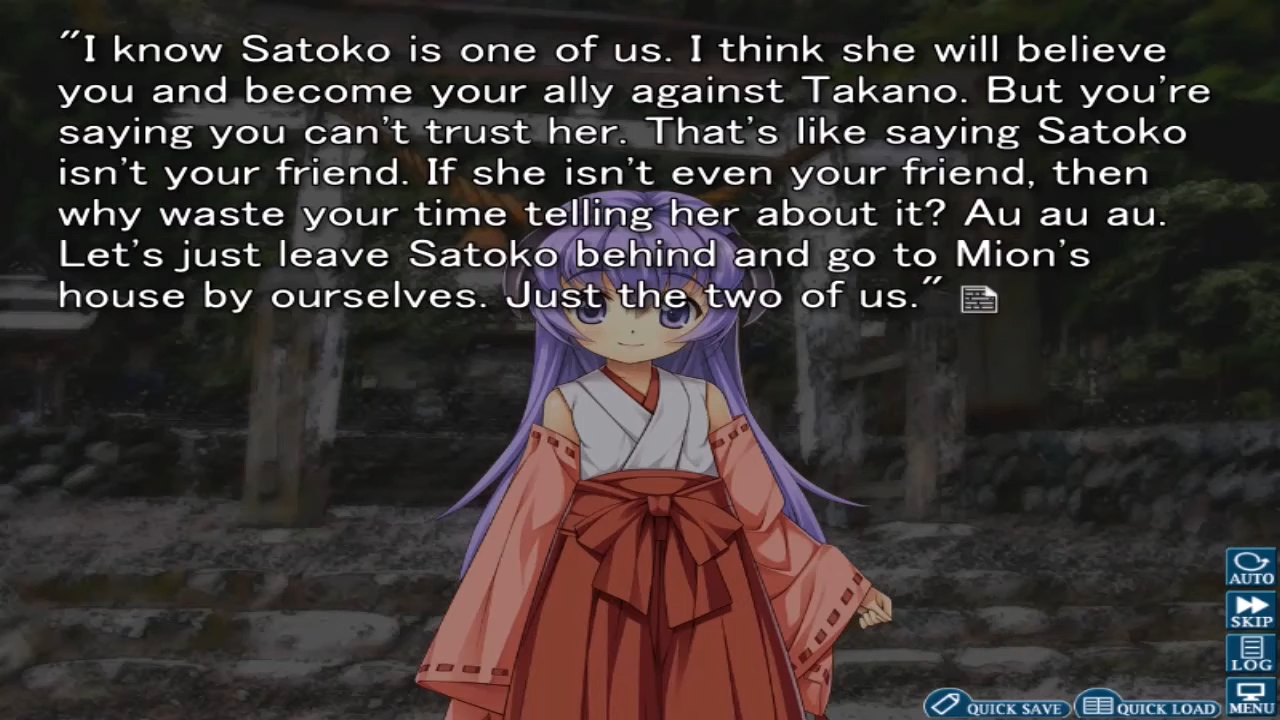 "I know Satoko is one of us. I think she will believe
you and become your ally against Takano. But you're
saying you can't trust her. That's like saying Satoko
isn't your friend. If she isn't even your friend, then
why waste your time telling her about it? Au au au.
Let's just leave Satoko behind and go to Mion's
house by ourselves. Just the two of us."
AUTO
SKIP
LOG
QUICK SAVE
QUICK LOAD
MENU